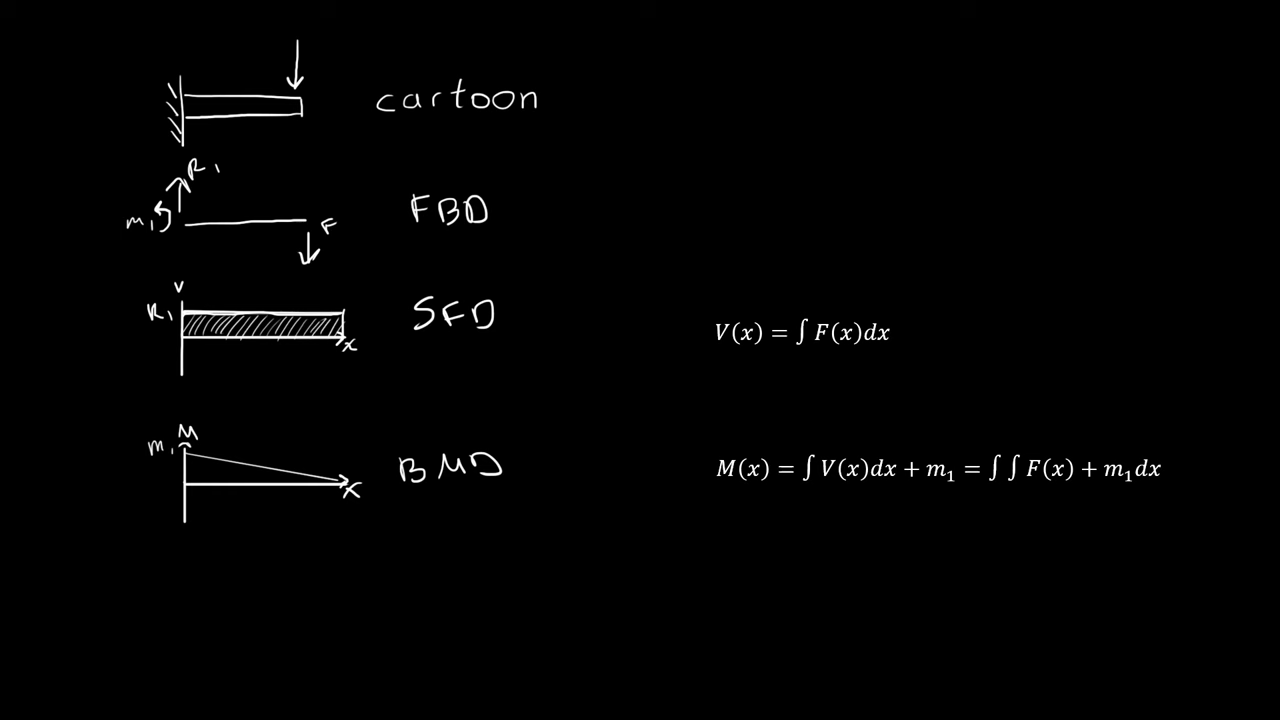 cartoon
R1
m1
F
FBD
V
R1
SFD
x
V(x) = ∫ F(x)dx
M
m1
BMD
x
M(x) = ∫ V(x)dx + m₁ = ∫ ∫ F(x) + m₁dx